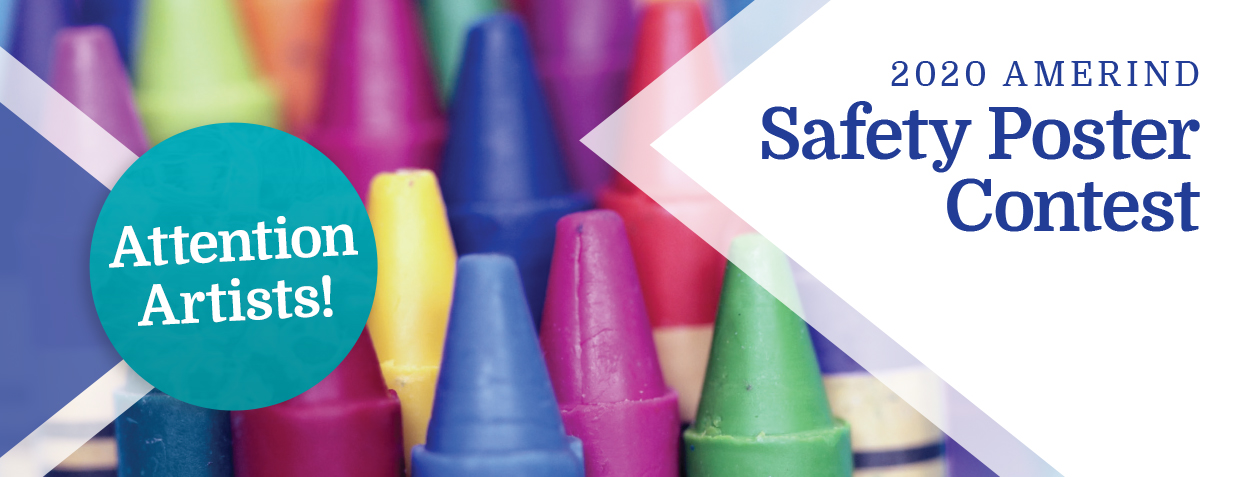 Attention
Artists!
2020 AMERIND
Safety Poster
Contest